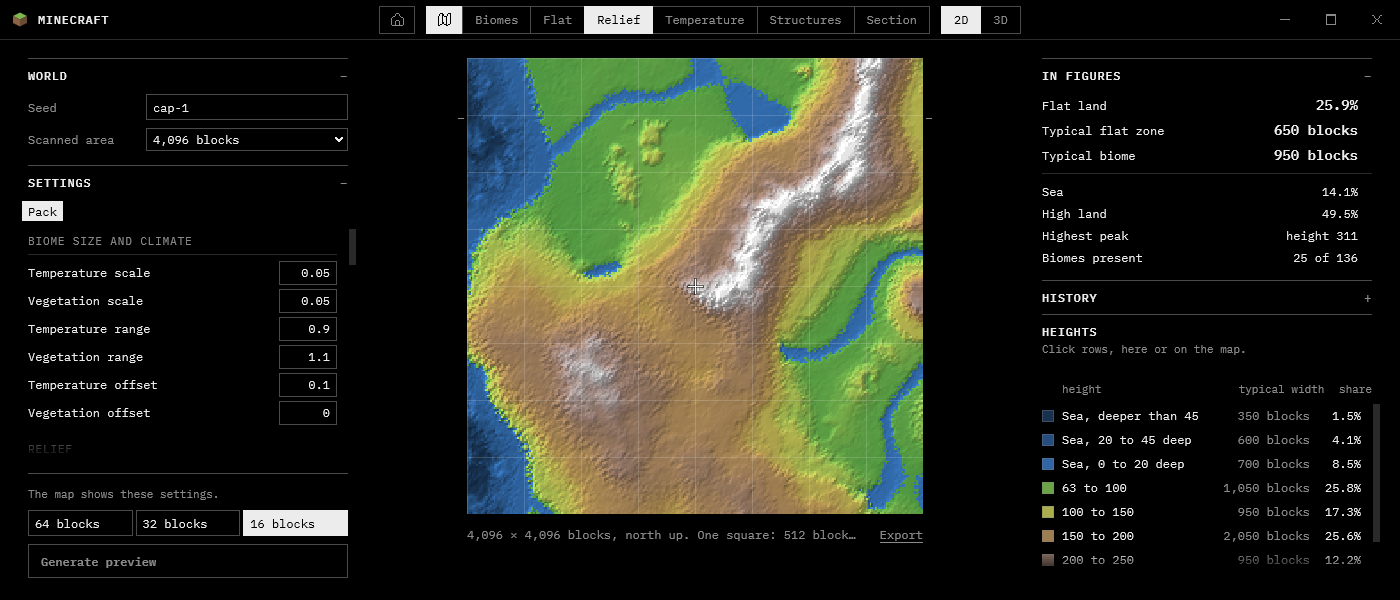 MINECRAFT
Biomes Flat Relief Temperature Structures Section 2D 3D
WORLD −
Seed cap-1
Scanned area 4,096 blocks
SETTINGS −
Pack
BIOME SIZE AND CLIMATE
Temperature scale 0.05
Vegetation scale 0.05
Temperature range 0.9
Vegetation range 1.1
Temperature offset 0.1
Vegetation offset 0
RELIEF
The map shows these settings.
64 blocks 32 blocks 16 blocks
Generate preview
4,096 × 4,096 blocks, north up. One square: 512 block… Export
IN FIGURES −
Flat land 25.9%
Typical flat zone 650 blocks
Typical biome 950 blocks
Sea 14.1%
High land 49.5%
Highest peak height 311
Biomes present 25 of 136
HISTORY +
HEIGHTS
Click rows, here or on the map.
height typical width share
Sea, deeper than 45 350 blocks 1.5%
Sea, 20 to 45 deep 600 blocks 4.1%
Sea, 0 to 20 deep 700 blocks 8.5%
63 to 100 1,050 blocks 25.8%
100 to 150 950 blocks 17.3%
150 to 200 2,050 blocks 25.6%
200 to 250 950 blocks 12.2%